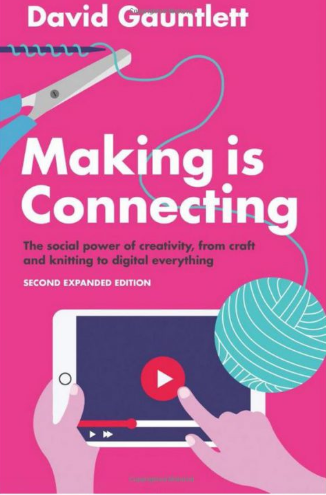 David Gauntlett
Making is
Connecting
The social power of creativity, from craft
and knitting to digital everything
SECOND EXPANDED EDITION